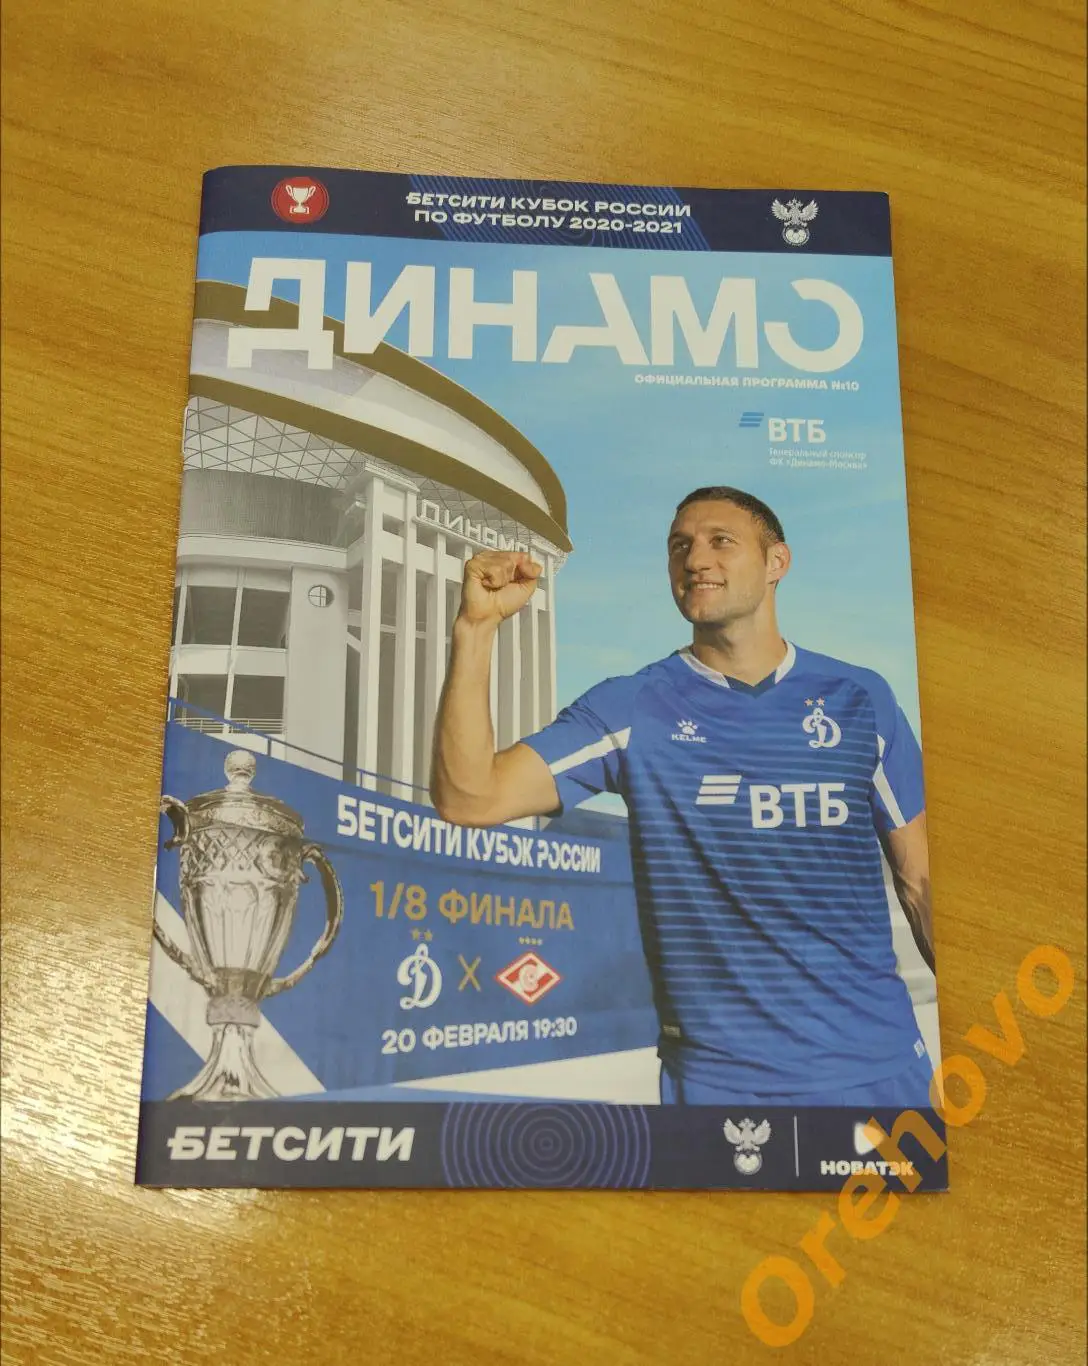 БЕТСИТИ КУБОК РОССИИ
ПО ФУТБОЛУ 2020-2021
ДИНАМО
ОФИЦИАЛЬНАЯ ПРОГРАММА №10
ВТБ
Генеральный спонсор
ФК «Динамо-Москва»
ДИНАМО
KELME
ВТБ
БЕТСИТИ КУБОК РОССИИ
1/8 ФИНАЛА
Д X С
20 ФЕВРАЛЯ 19:30
БЕТСИТИ
НОВАТЭК
Orehovo